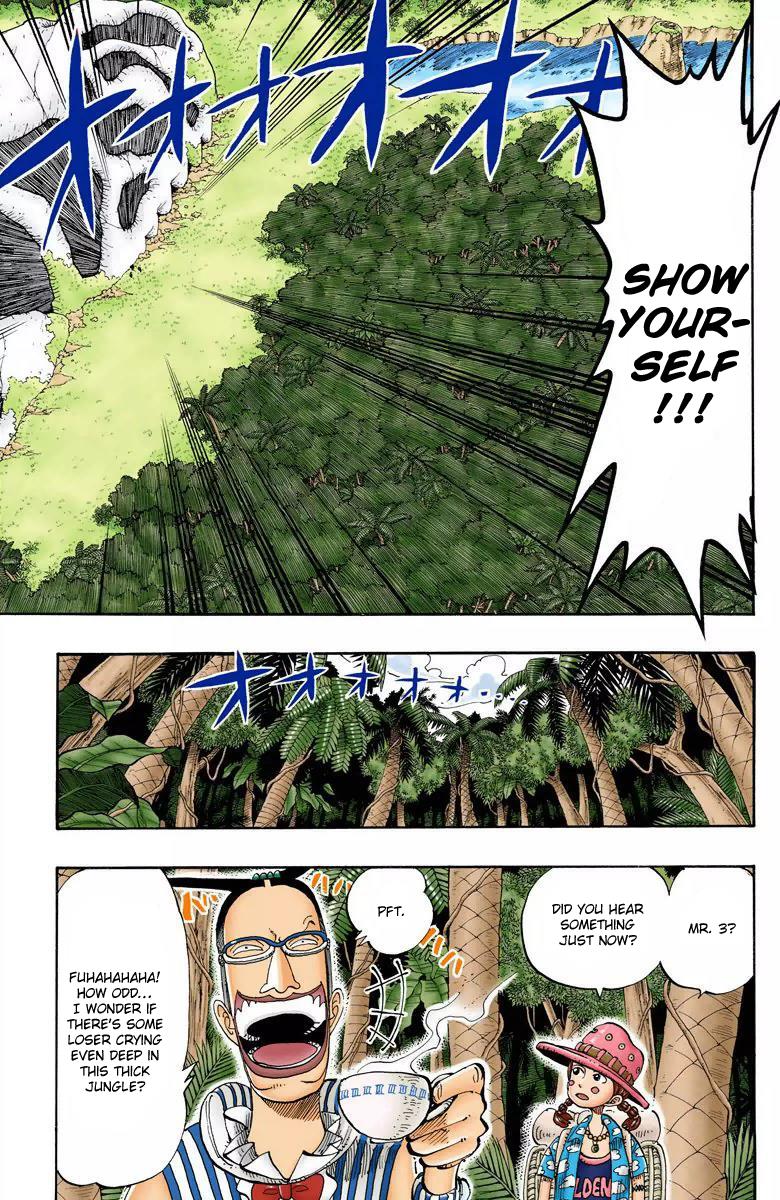 オオオオオオ
SHOW
YOUR-
SELF
!!!
オオオオオオ..
MR. 3?
DID YOU HEAR
SOMETHING
JUST NOW?
PFT.
FUHAHAHAHA!
HOW ODD...
I WONDER IF
THERE'S SOME
LOSER CRYING
EVEN DEEP IN
THIS THICK
JUNGLE?
LDEN